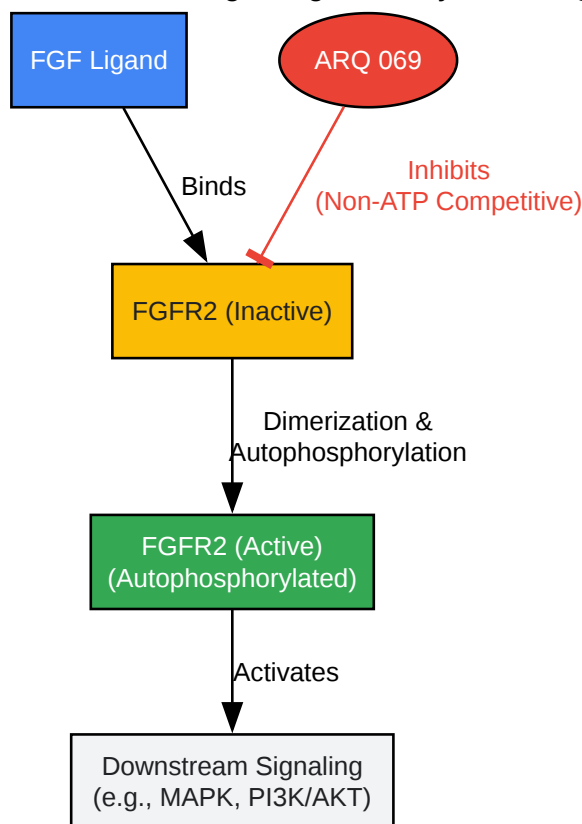 FGF Ligand
ARQ 069
Binds
Inhibits
(Non-ATP Competitive)
FGFR2 (Inactive)
Dimerization &
Autophosphorylation
FGFR2 (Active)
(Autophosphorylated)
Activates
Downstream Signaling
(e.g., MAPK, PI3K/AKT)